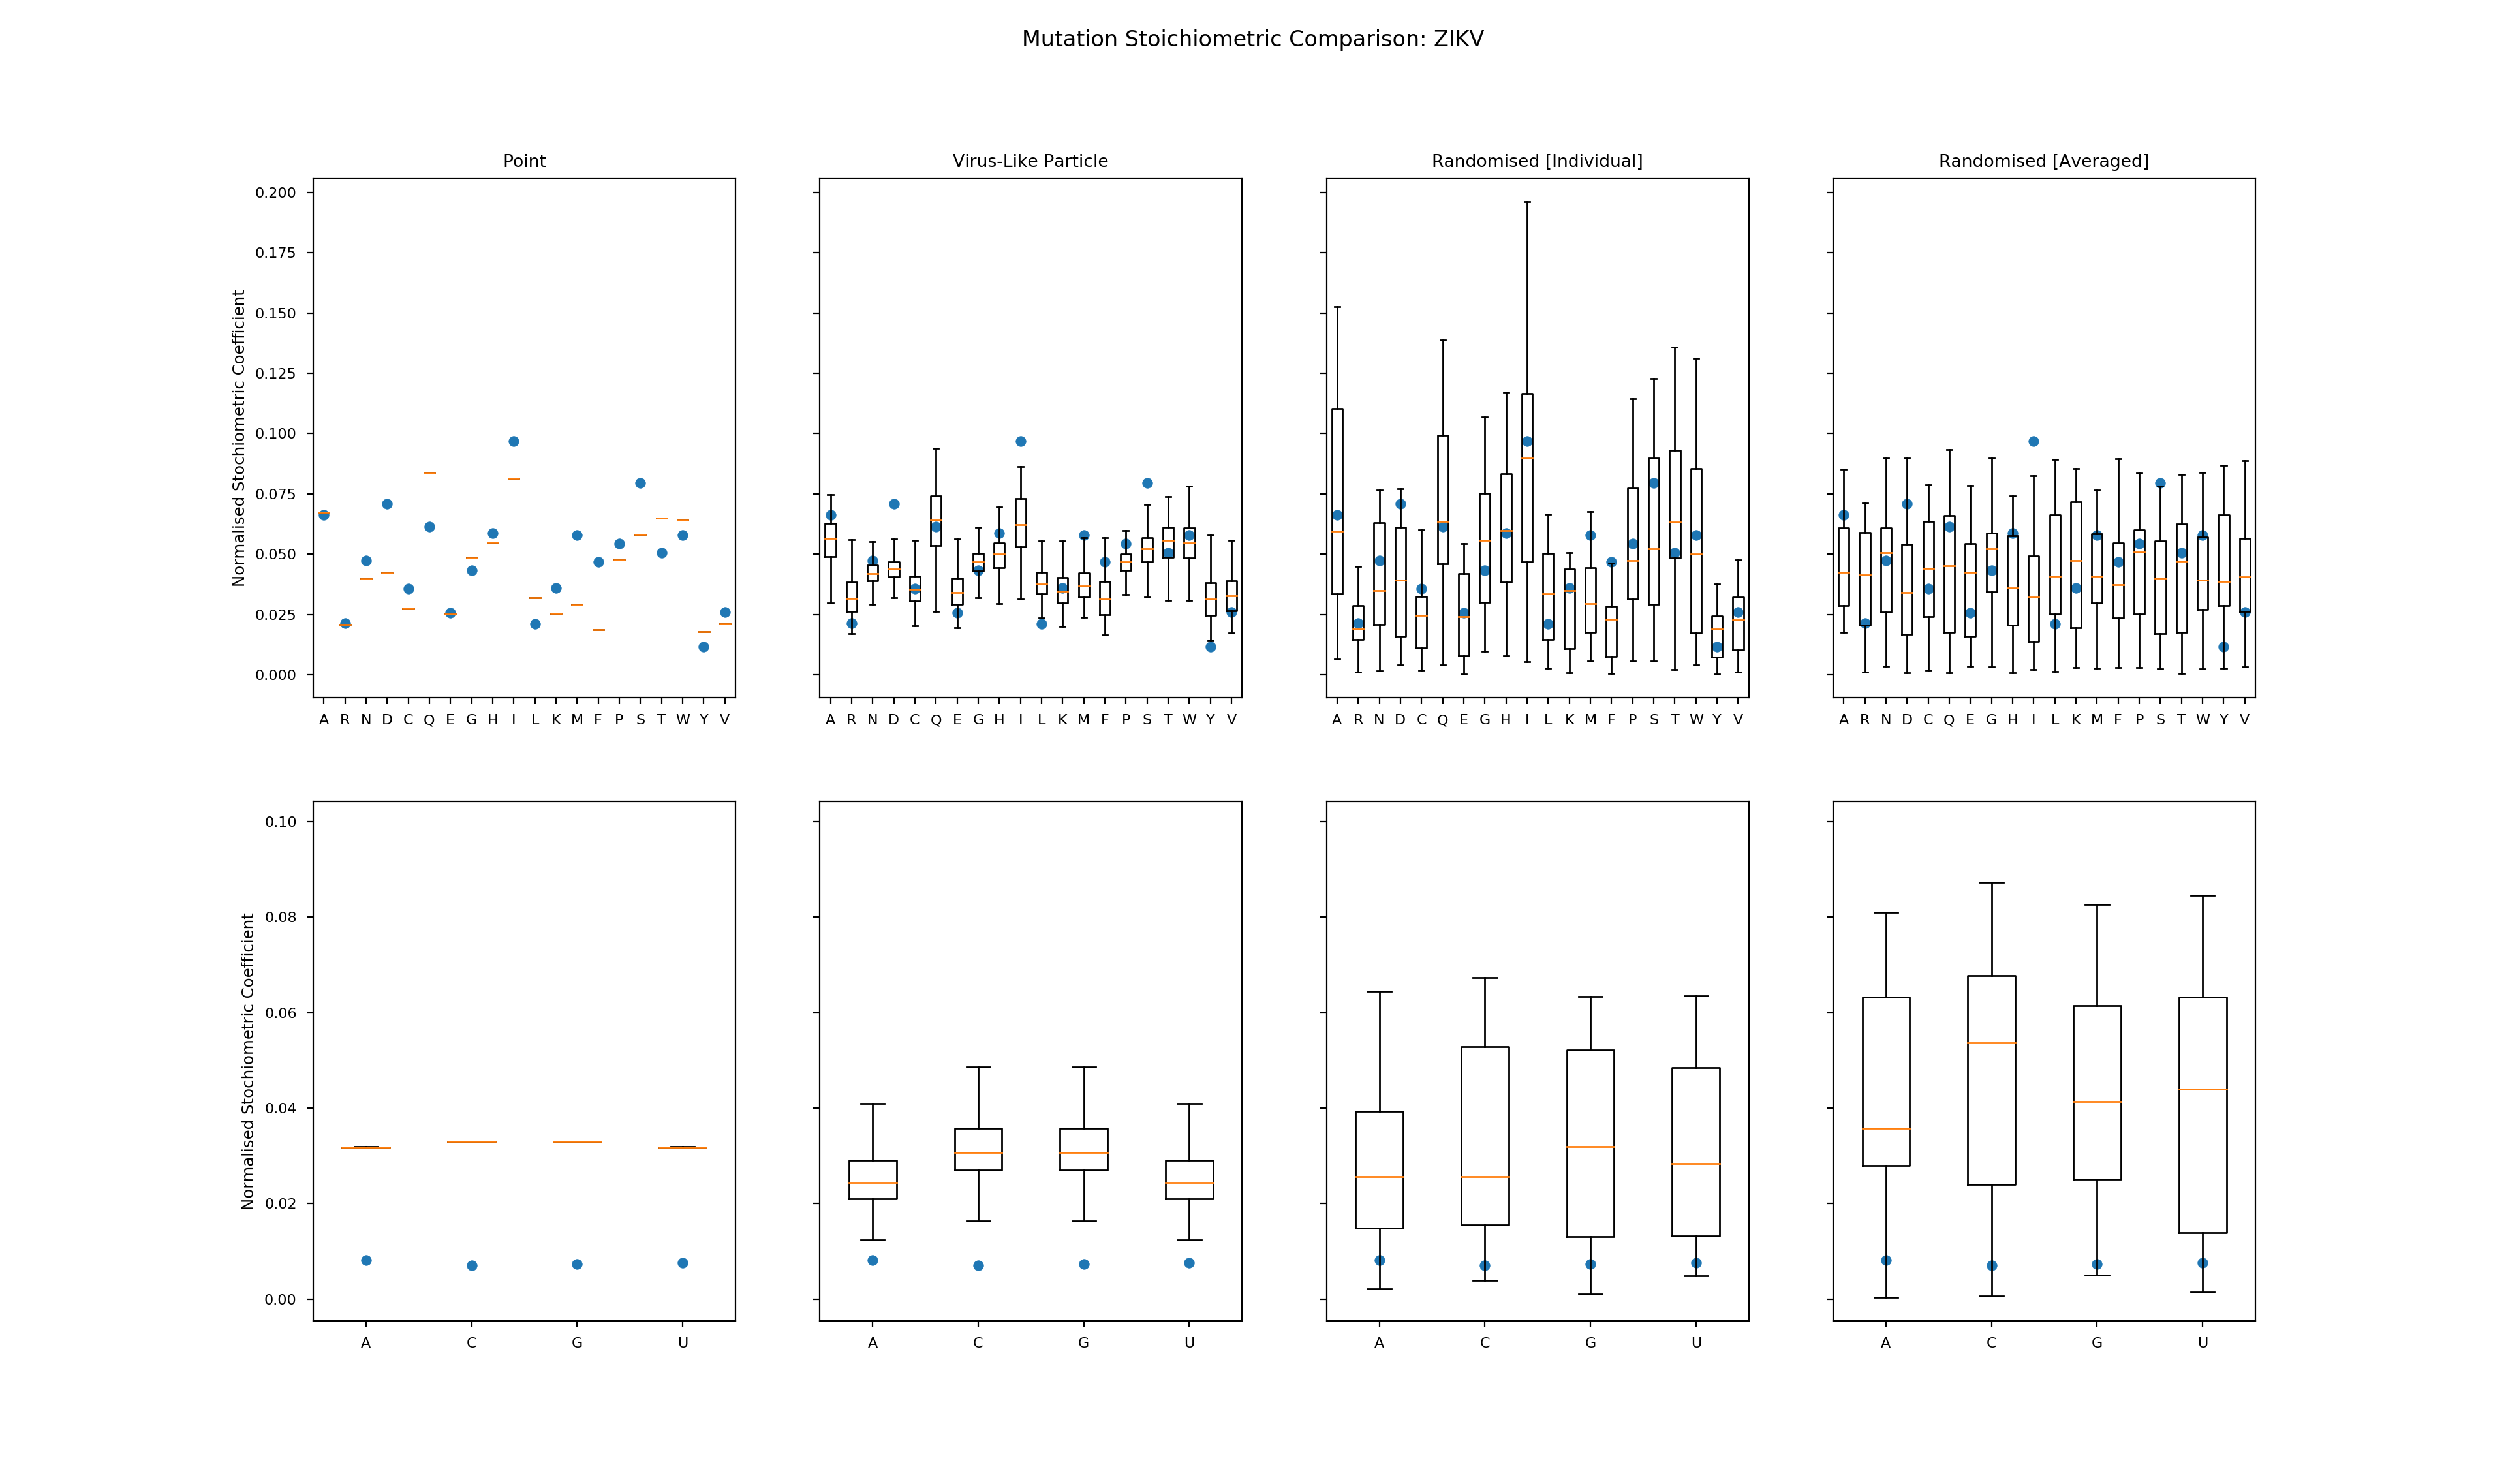 Mutation Stoichiometric Comparison: ZIKV
Point
Virus-Like Particle
Randomised [Individual]
Randomised [Averaged]
Normalised Stochiometric Coefficient
0.200
0.175
0.150
0.125
0.100
0.075
0.050
0.025
0.000
A R N D C Q E G H I L K M F P S T W Y V
A R N D C Q E G H I L K M F P S T W Y V
A R N D C Q E G H I L K M F P S T W Y V
A R N D C Q E G H I L K M F P S T W Y V
Normalised Stochiometric Coefficient
0.10
0.08
0.06
0.04
0.02
0.00
A C G U
A C G U
A C G U
A C G U